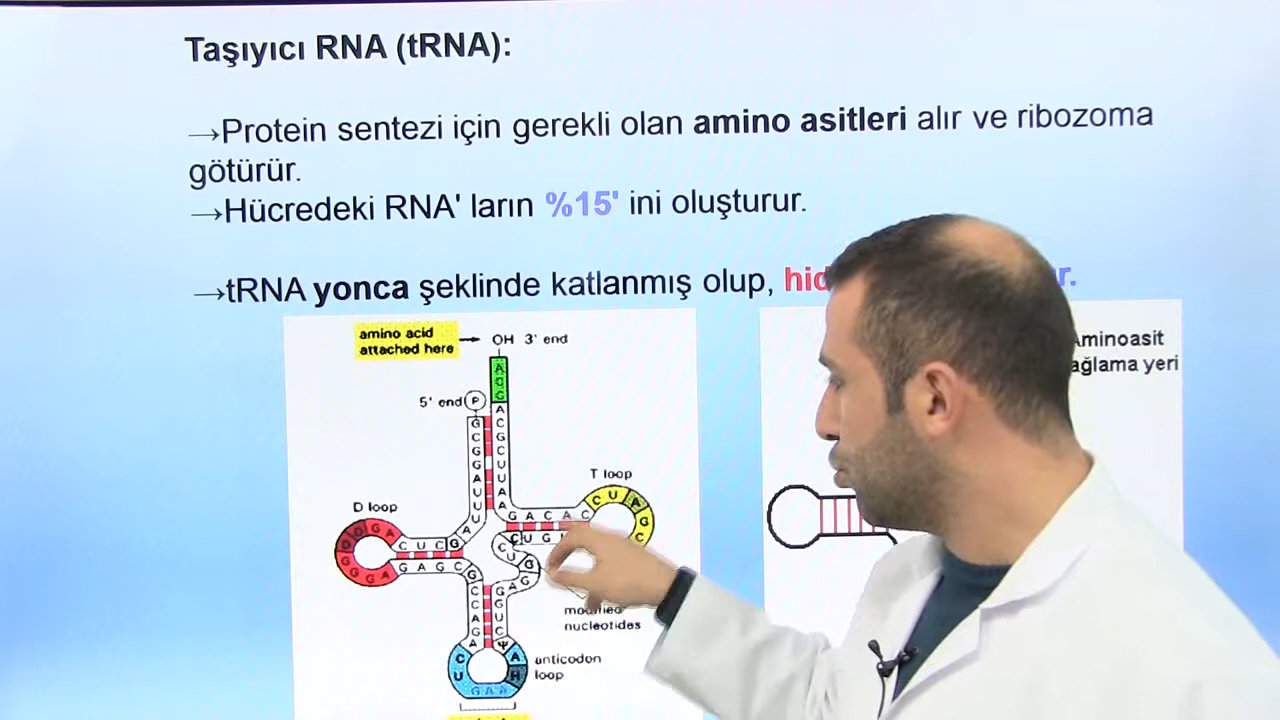 Taşıyıcı RNA (tRNA):
→Protein sentezi için gerekli olan amino asitleri alır ve ribozoma
götürür.
→Hücredeki RNA' ların %15' ini oluşturur.
→tRNA yonca şeklinde katlanmış olup,
amino acid
attached here
OH 3' end
5' end
P
A
C
C
A
C
G
C
U
U
A
A
G
C
G
G
A
U
U
U
A
T loop
D loop
G A C A C
C U A G C
C U C G
G A G C
modified
nucleotides
anticodon
loop
Aminoasit
ağlama yeri